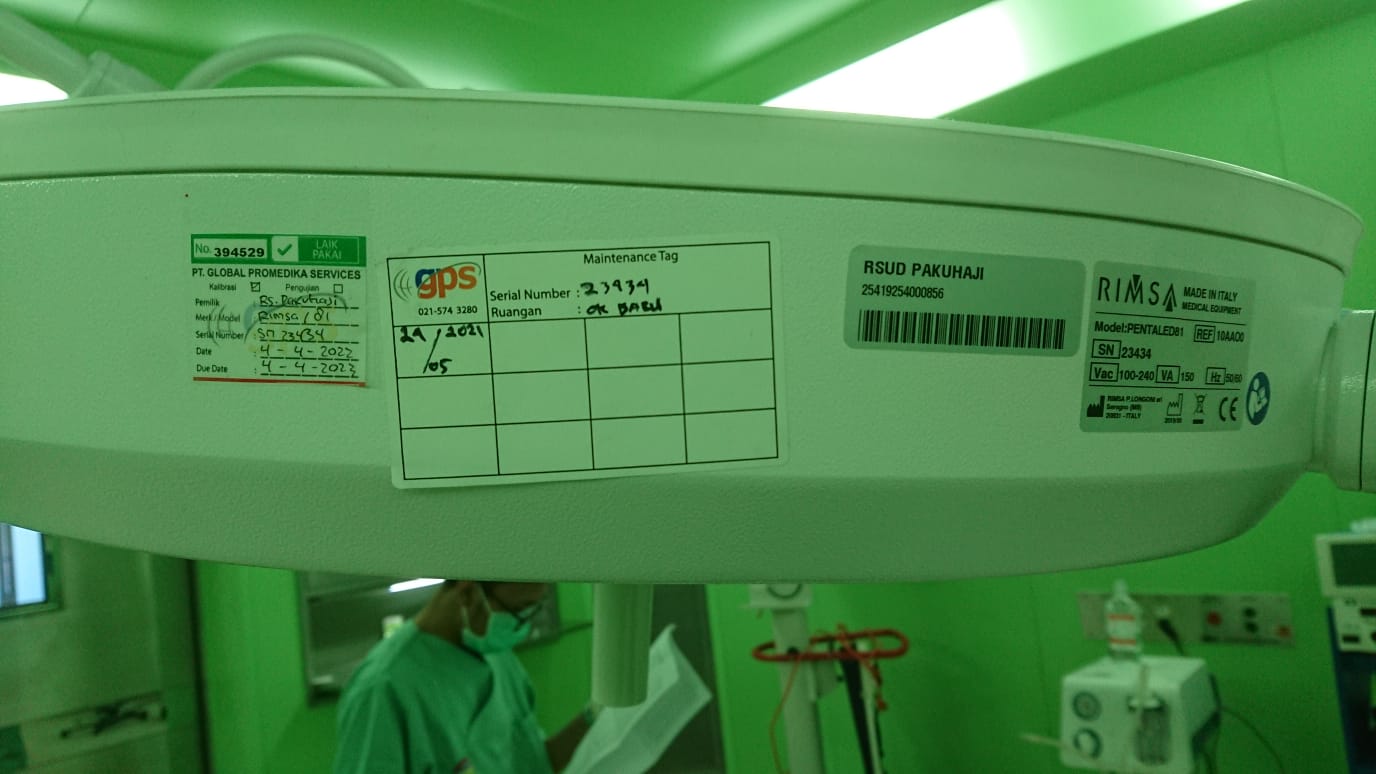 No. 394529 LAIK PAKAI
PT. GLOBAL PROMEDIKA SERVICES
Kalibrasi Pengujian
Pemilik : RS. Pakuhaji
Merk / Model : Rimsa / 81
Serial Number : SN 23434
Date : 4 - 4 - 2022
Due Date : 4 - 4 - 2023
gps
021-574 3280
Maintenance Tag
Serial Number : 23434
Ruangan : OK BARU
29/05 2021
RSUD PAKUHAJI
25419254000856
RIMSA MADE IN ITALY
MEDICAL EQUIPMENT
Model:PENTALED81 REF 10AA00
SN 23434
Vac 100-240 VA 150 Hz 50/60
RIMSA P.LONGONI srl
Seregno (MB)
20831 - ITALY
CE